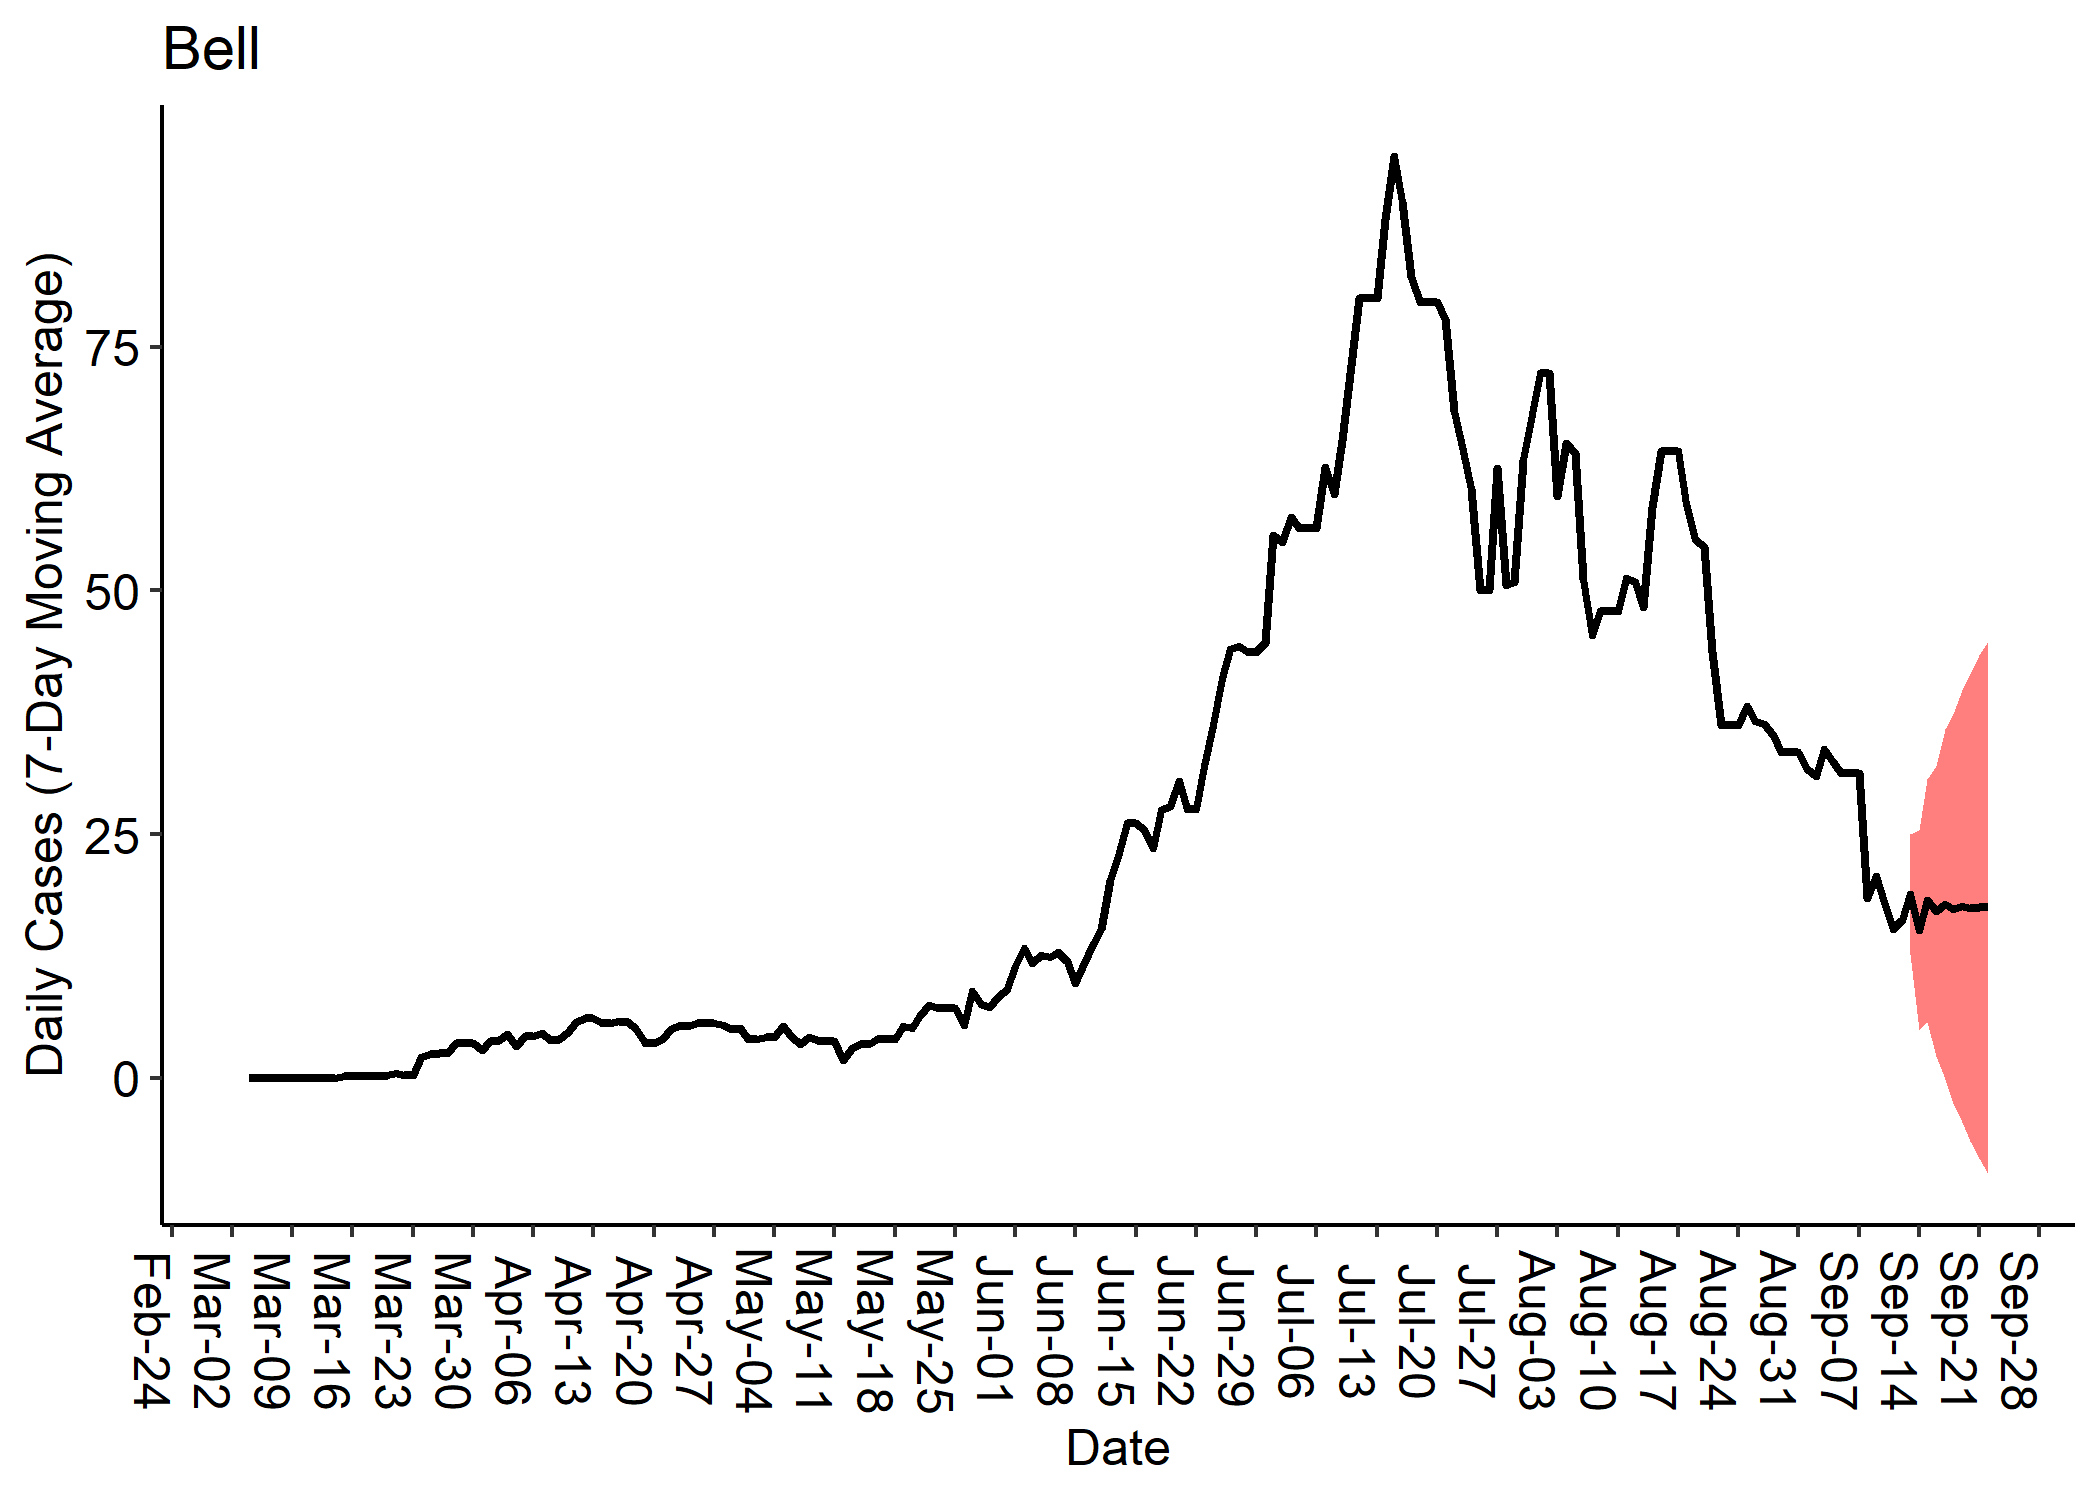 Bell
Daily Cases (7-Day Moving Average)
75
50
25
0
Feb-24
Mar-02
Mar-09
Mar-16
Mar-23
Mar-30
Apr-06
Apr-13
Apr-20
Apr-27
May-04
May-11
May-18
May-25
Jun-01
Jun-08
Jun-15
Jun-22
Jun-29
Jul-06
Jul-13
Jul-20
Jul-27
Aug-03
Aug-10
Aug-17
Aug-24
Aug-31
Sep-07
Sep-14
Sep-21
Sep-28
Date